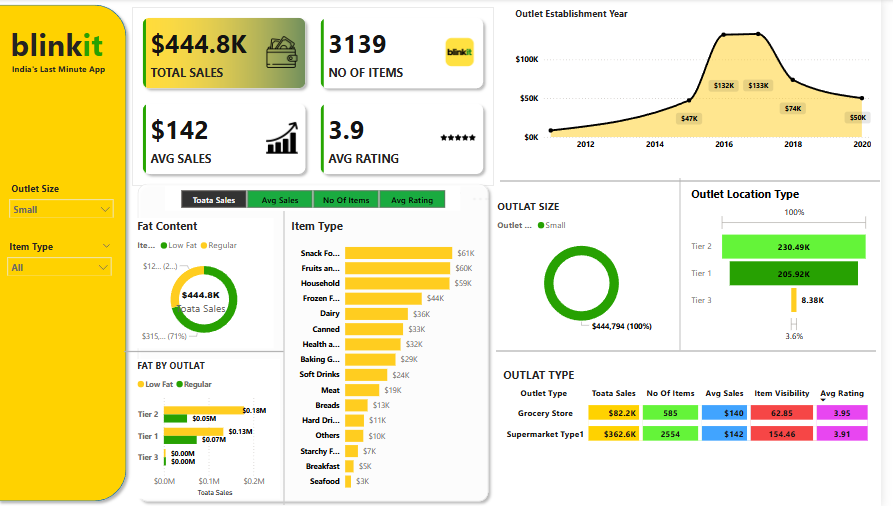 blinkit
India's Last Minute App
Outlet Size
Small
Item Type
All
$444.8K
TOTAL SALES
3139
NO OF ITEMS
blinkit
$142
AVG SALES
3.9
AVG RATING
Outlet Establishment Year
$100K
$50K
$0K
$47K
$132K
$133K
$74K
$50K
2012
2014
2016
2018
2020
Toata Sales
Avg Sales
No Of Items
Avg Rating
Fat Content
Ite... Low Fat Regular
$12... (2...)
$444.8K
Toata Sales
$315,... (71%)
FAT BY OUTLAT
Low Fat Regular
Tier 2 $0.18M
$0.05M
Tier 1 $0.13M
$0.07M
Tier 3 $0.00M
$0.00M
$0.0M $0.1M $0.2M
Toata Sales
Item Type
Snack Fo... $61K
Fruits an... $60K
Household $59K
Frozen F... $44K
Dairy $36K
Canned $33K
Health a... $32K
Baking G... $29K
Soft Drinks $24K
Meat $19K
Breads $13K
Hard Dri... $11K
Others $10K
Starchy F... $7K
Breakfast $5K
Seafood $3K
OUTLAT SIZE
Outlet ... Small
$444,794 (100%)
Outlet Location Type
100%
Tier 2 230.49K
Tier 1 205.92K
Tier 3 8.38K
3.6%
OUTLAT TYPE
Outlet Type Toata Sales No Of Items Avg Sales Item Visibility Avg Rating
Grocery Store $82.2K 585 $140 62.85 3.95
Supermarket Type1 $362.6K 2554 $142 154.46 3.91